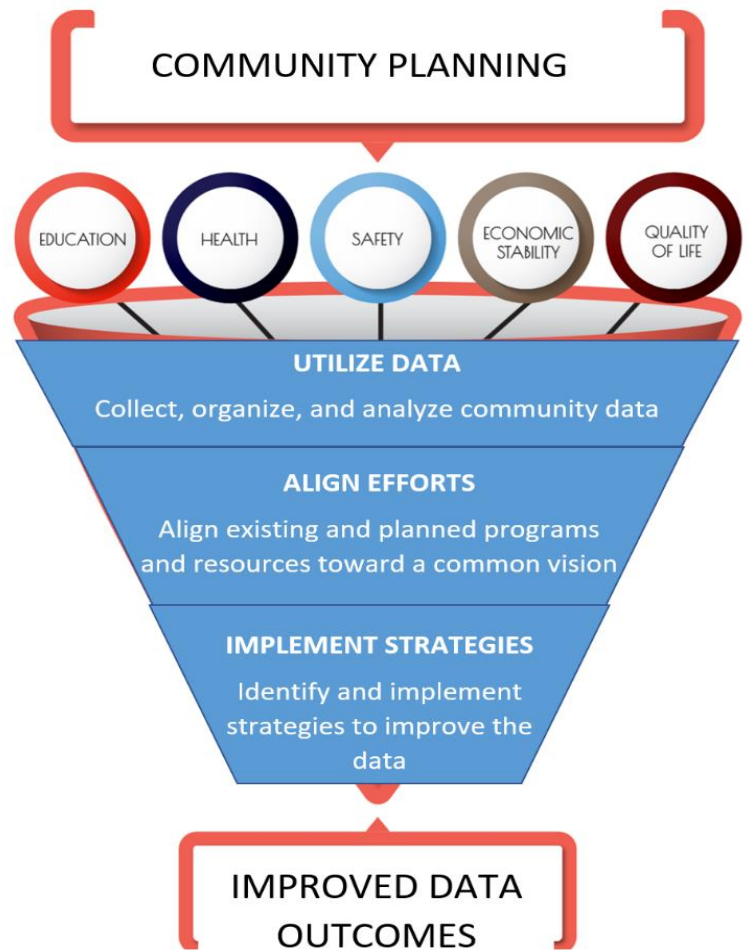 COMMUNITY PLANNING
EDUCATION
HEALTH
SAFETY
ECONOMIC
STABILITY
QUALITY
OF LIFE
UTILIZE DATA
Collect, organize, and analyze community data
ALIGN EFFORTS
Align existing and planned programs
and resources toward a common vision
IMPLEMENT STRATEGIES
Identify and implement
strategies to improve the
data
IMPROVED DATA
OUTCOMES